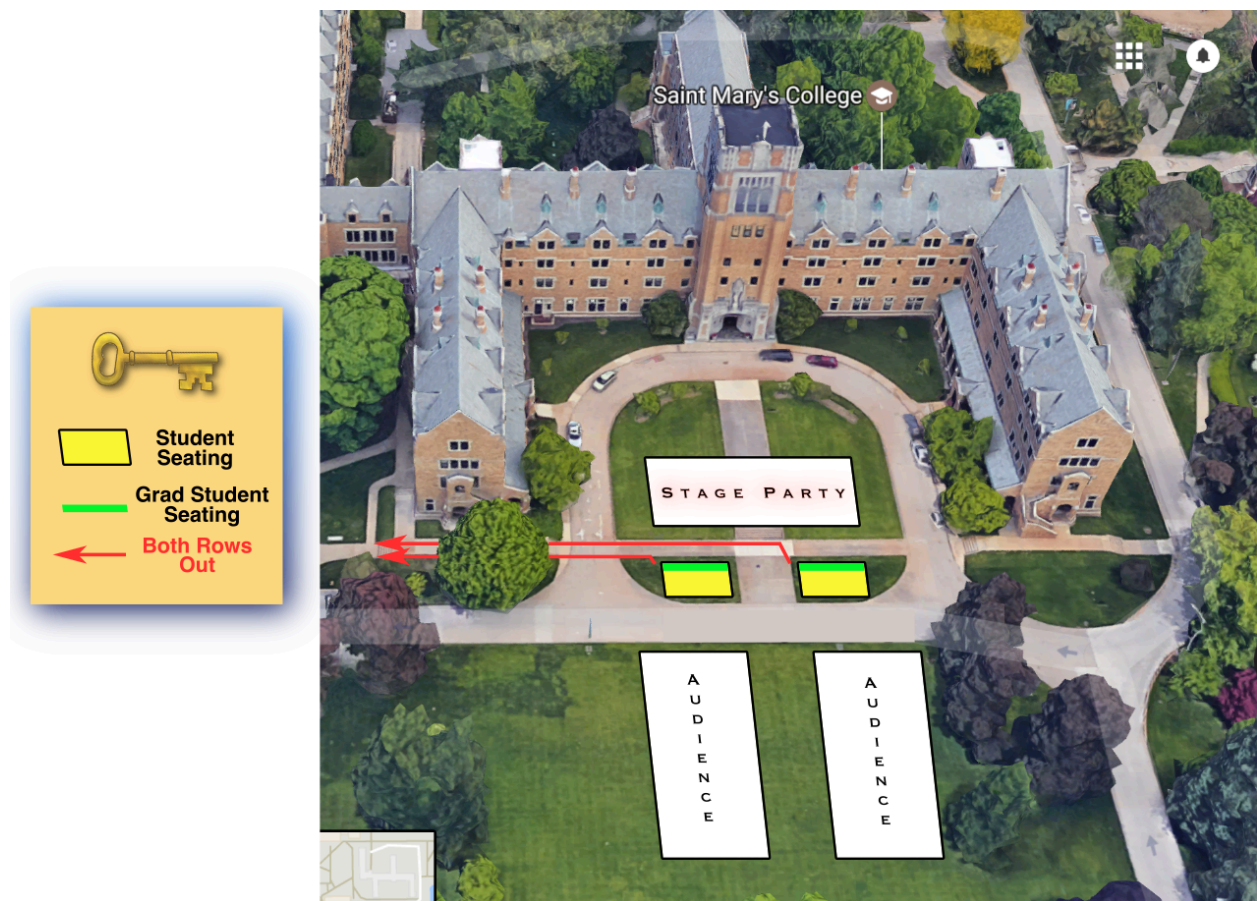 Saint Mary's College
Student
Seating
Grad Student
Seating
Both Rows
Out
STAGE PARTY
AUDIENCE
AUDIENCE